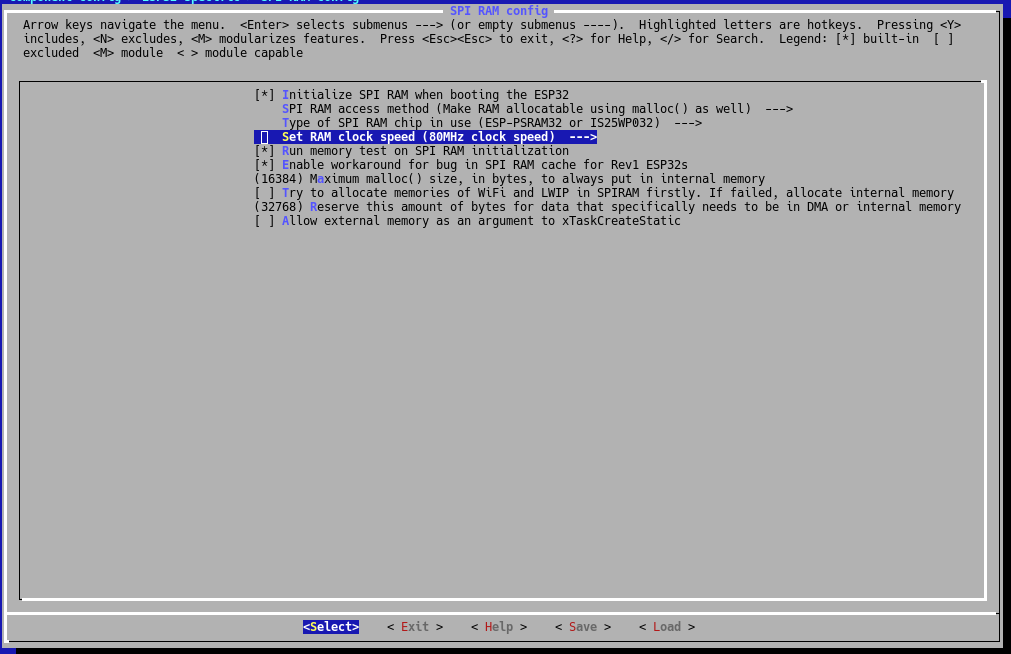 SPI RAM config
Arrow keys navigate the menu.  <Enter> selects submenus ---> (or empty submenus ----).  Highlighted letters are hotkeys.  Pressing <Y>
includes, <N> excludes, <M> modularizes features.  Press <Esc><Esc> to exit, <?> for Help, </> for Search.  Legend: [*] built-in  [ ]
excluded  <M> module  < > module capable
[*] Initialize SPI RAM when booting the ESP32
SPI RAM access method (Make RAM allocatable using malloc() as well)  --->
Type of SPI RAM chip in use (ESP-PSRAM32 or IS25WP032)  --->
Set RAM clock speed (80MHz clock speed)  --->
[*] Run memory test on SPI RAM initialization
[*] Enable workaround for bug in SPI RAM cache for Rev1 ESP32s
(16384) Maximum malloc() size, in bytes, to always put in internal memory
[ ] Try to allocate memories of WiFi and LWIP in SPIRAM firstly. If failed, allocate internal memory
(32768) Reserve this amount of bytes for data that specifically needs to be in DMA or internal memory
[ ] Allow external memory as an argument to xTaskCreateStatic
<Select>    < Exit >    < Help >    < Save >    < Load >